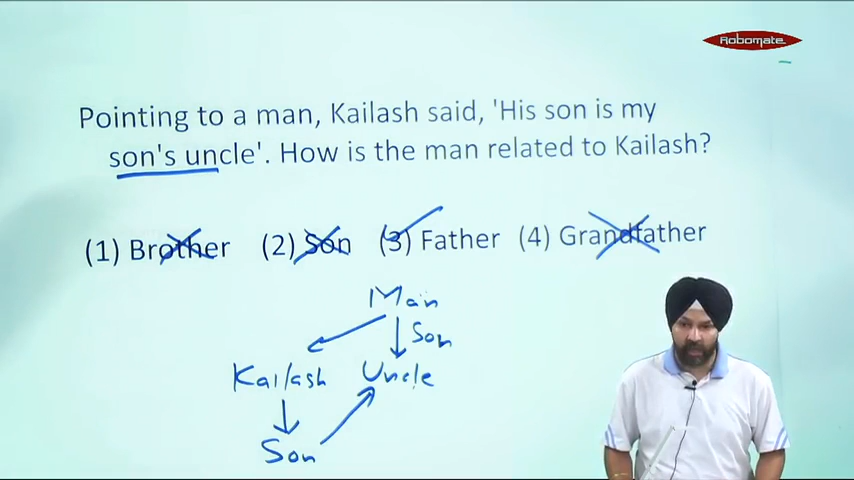 Robomate
Pointing to a man, Kailash said, 'His son is my
son's uncle'. How is the man related to Kailash?
(1) Brother (2) Son (3) Father (4) Grandfather
Man
Son
Kailash Uncle
Son